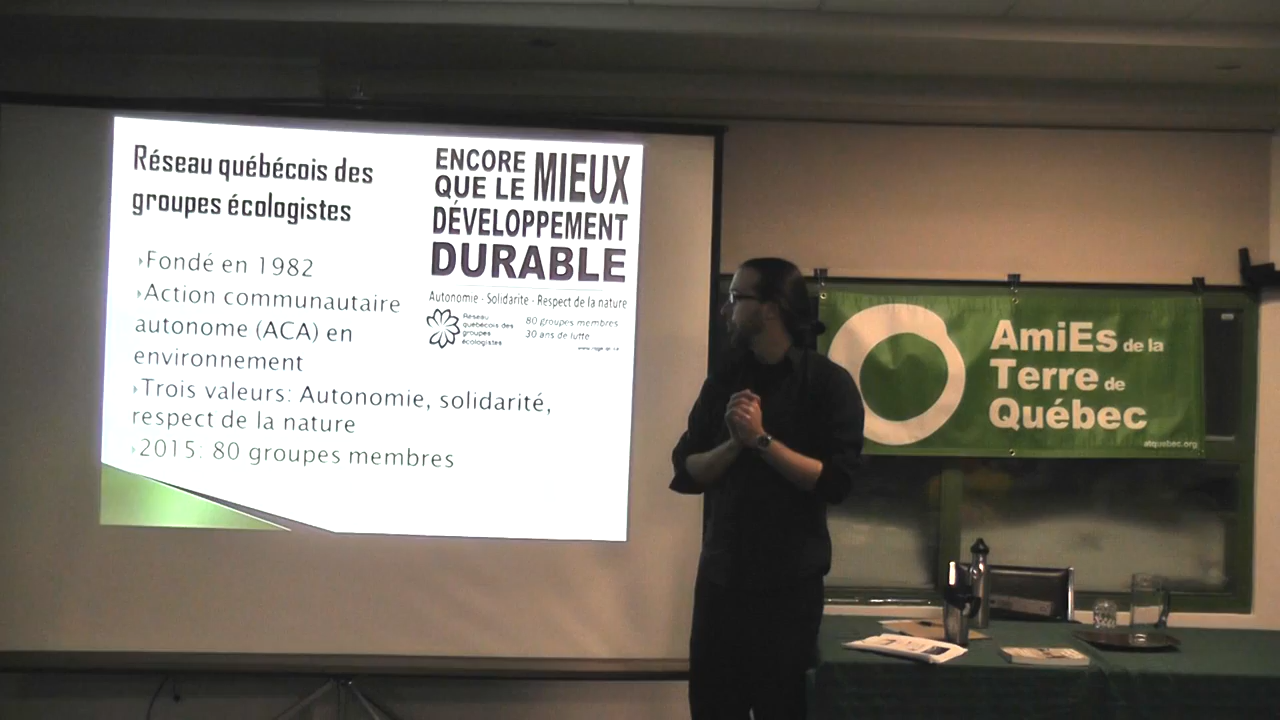 Réseau québécois des
groupes écologistes
Fondé en 1982
Action communautaire
autonome (ACA) en
environnement
Trois valeurs: Autonomie, solidarité,
respect de la nature
2015: 80 groupes membres
ENCORE MIEUX
QUE LE
DÉVELOPPEMENT
DURABLE
Autonomie - Solidarité - Respect de la nature
Réseau
québécois des
groupes
écologistes
80 groupes membres
30 ans de lutte
AmiEs de la
Terre de
Québec
atquebec.org